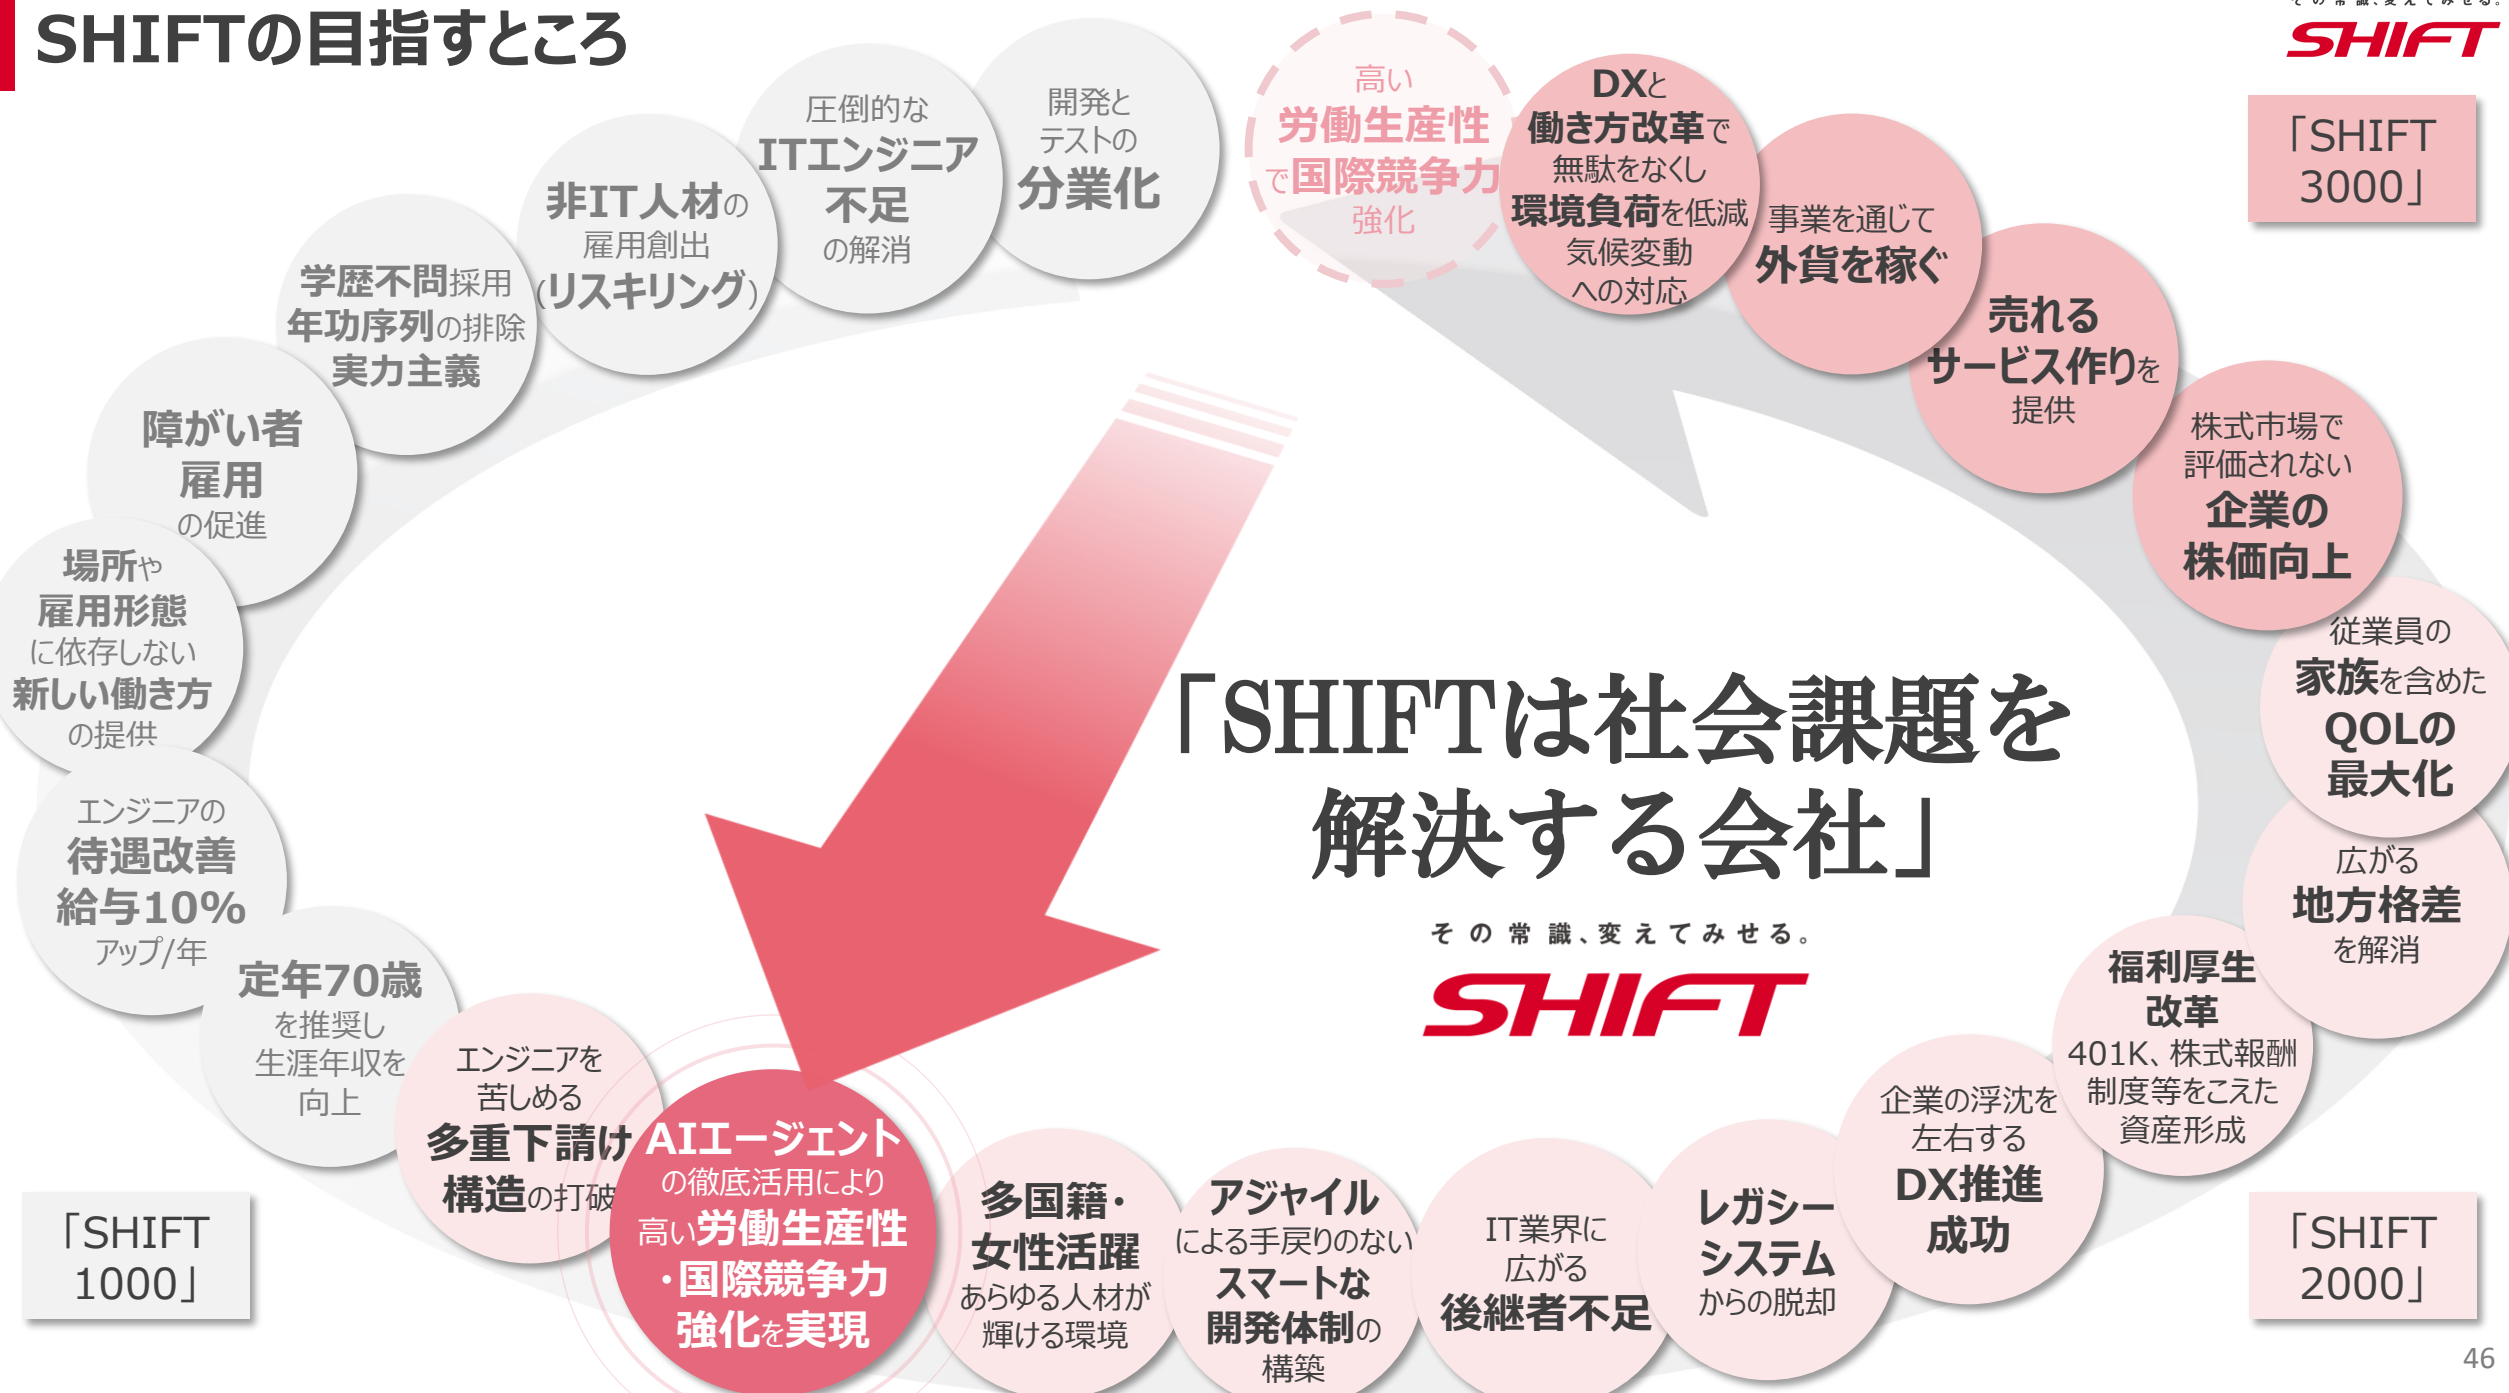 SHIFTの目指すところ
その常識、変えてみせる。
SHIFT
「SHIFT
3000」
開発と
テストの
分業化
圧倒的な
ITエンジニア
不足
の解消
非IT人材の
雇用創出
(リスキリング)
学歴不問採用
年功序列の排除
実力主義
障がい者
雇用
の促進
場所や
雇用形態
に依存しない
新しい働き方
の提供
エンジニアの
待遇改善
給与10%
アップ/年
定年70歳
を推奨し
生涯年収を
向上
「SHIFT
1000」
エンジニアを
苦しめる
多重下請け
構造の打破
AIエージェント
の徹底活用により
高い労働生産性
・国際競争力
強化を実現
多国籍・
女性活躍
あらゆる人材が
輝ける環境
アジャイル
による手戻りのない
スマートな
開発体制の
構築
IT業界に
広がる
後継者不足
レガシー
システム
からの脱却
企業の浮沈を
左右する
DX推進
成功
福利厚生
改革
401K、株式報酬
制度等をこえた
資産形成
広がる
地方格差
を解消
従業員の
家族を含めた
QOLの
最大化
「SHIFT
2000」
株式市場で
評価されない
企業の
株価向上
売れる
サービス作りを
提供
事業を通じて
外貨を稼ぐ
DXと
働き方改革で
無駄をなくし
環境負荷を低減
気候変動
への対応
高い
労働生産性
で国際競争力
強化
「SHIFTは社会課題を
解決する会社」
その常識、変えてみせる。
SHIFT
46